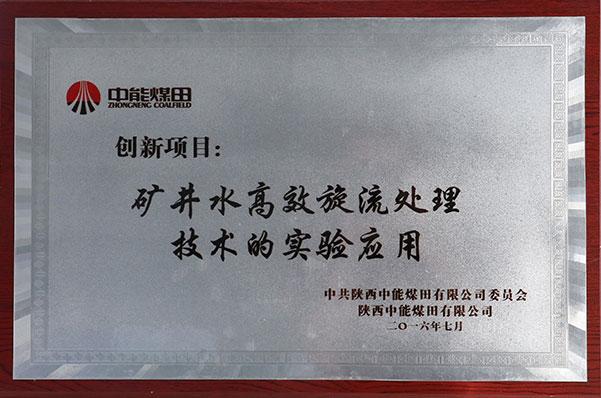 中能煤田
ZHONGNENG COALFIELD
创新项目:
矿井水高效旋流处理
技术的实验应用
中共陕西中能煤田有限公司委员会
陕西中能煤田有限公司
二〇一六年七月